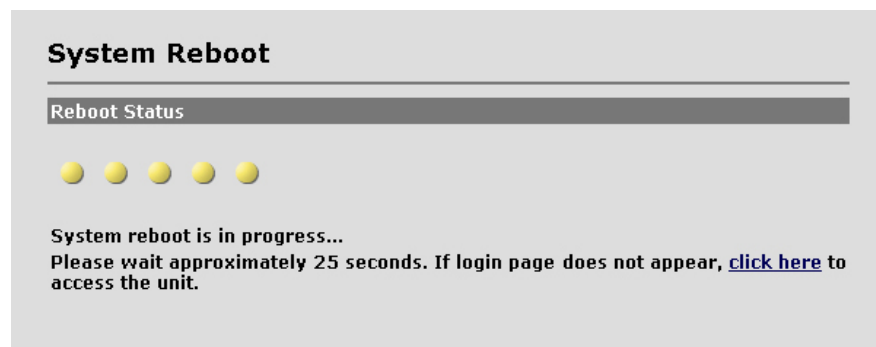 System Reboot
Reboot Status
System reboot is in progress...
Please wait approximately 25 seconds. If login page does not appear, click here to
access the unit.